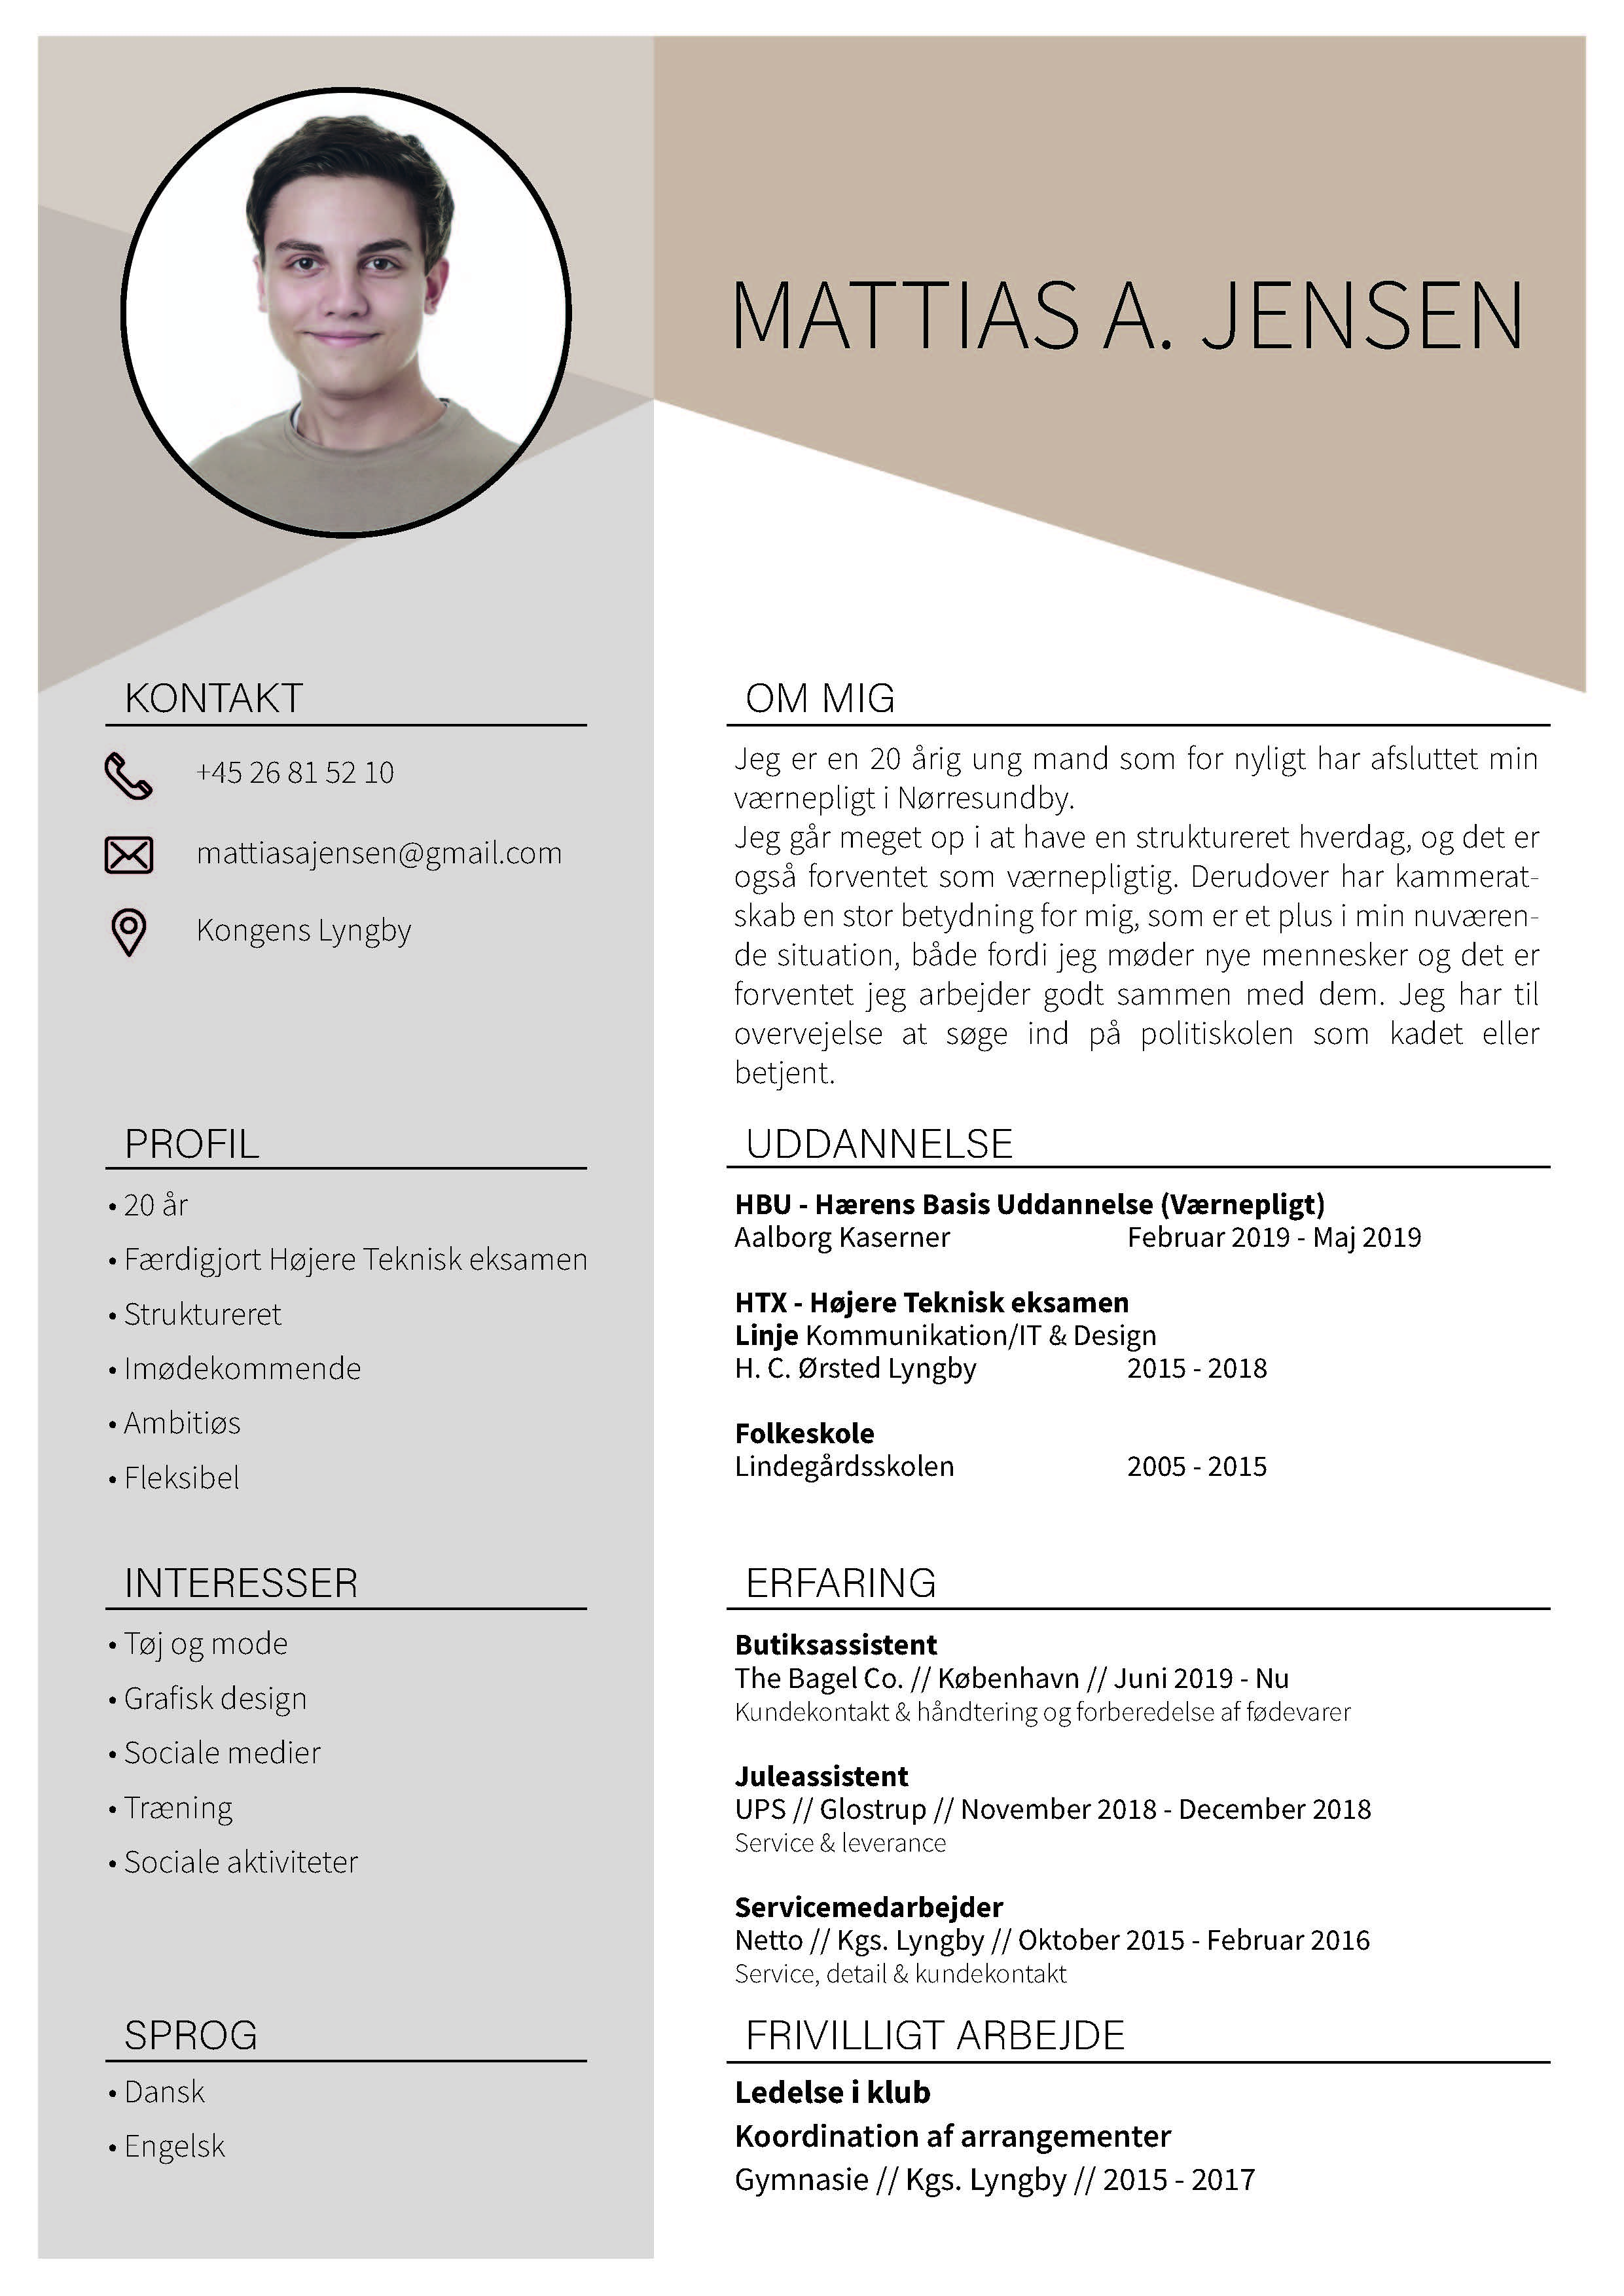 MATTIAS A. JENSEN
KONTAKT
+45 26 81 52 10
mattiasajensen@gmail.com
Kongens Lyngby
PROFIL
• 20 år
• Færdigjort Højere Teknisk eksamen
• Struktureret
• Imødekommende
• Ambitiøs
• Fleksibel
INTERESSER
• Tøj og mode
• Grafisk design
• Sociale medier
• Træning
• Sociale aktiviteter
SPROG
• Dansk
• Engelsk
OM MIG
Jeg er en 20 årig ung mand som for nyligt har afsluttet min
værnepligt i Nørresundby.
Jeg går meget op i at have en struktureret hverdag, og det er
også forventet som værnepligtig. Derudover har kammerat-
skab en stor betydning for mig, som er et plus i min nuværen-
de situation, både fordi jeg møder nye mennesker og det er
forventet jeg arbejder godt sammen med dem. Jeg har til
overvejelse at søge ind på politiskolen som kadet eller
betjent.
UDDANNELSE
HBU - Hærens Basis Uddannelse (Værnepligt)
Aalborg Kaserner Februar 2019 - Maj 2019
HTX - Højere Teknisk eksamen
Linje Kommunikation/IT & Design
H. C. Ørsted Lyngby 2015 - 2018
Folkeskole
Lindegårdsskolen 2005 - 2015
ERFARING
Butiksassistent
The Bagel Co. // København // Juni 2019 - Nu
Kundekontakt & håndtering og forberedelse af fødevarer
Juleassistent
UPS // Glostrup // November 2018 - December 2018
Service & leverance
Servicemedarbejder
Netto // Kgs. Lyngby // Oktober 2015 - Februar 2016
Service, detail & kundekontakt
FRIVILLIGT ARBEJDE
Ledelse i klub
Koordination af arrangementer
Gymnasie // Kgs. Lyngby // 2015 - 2017